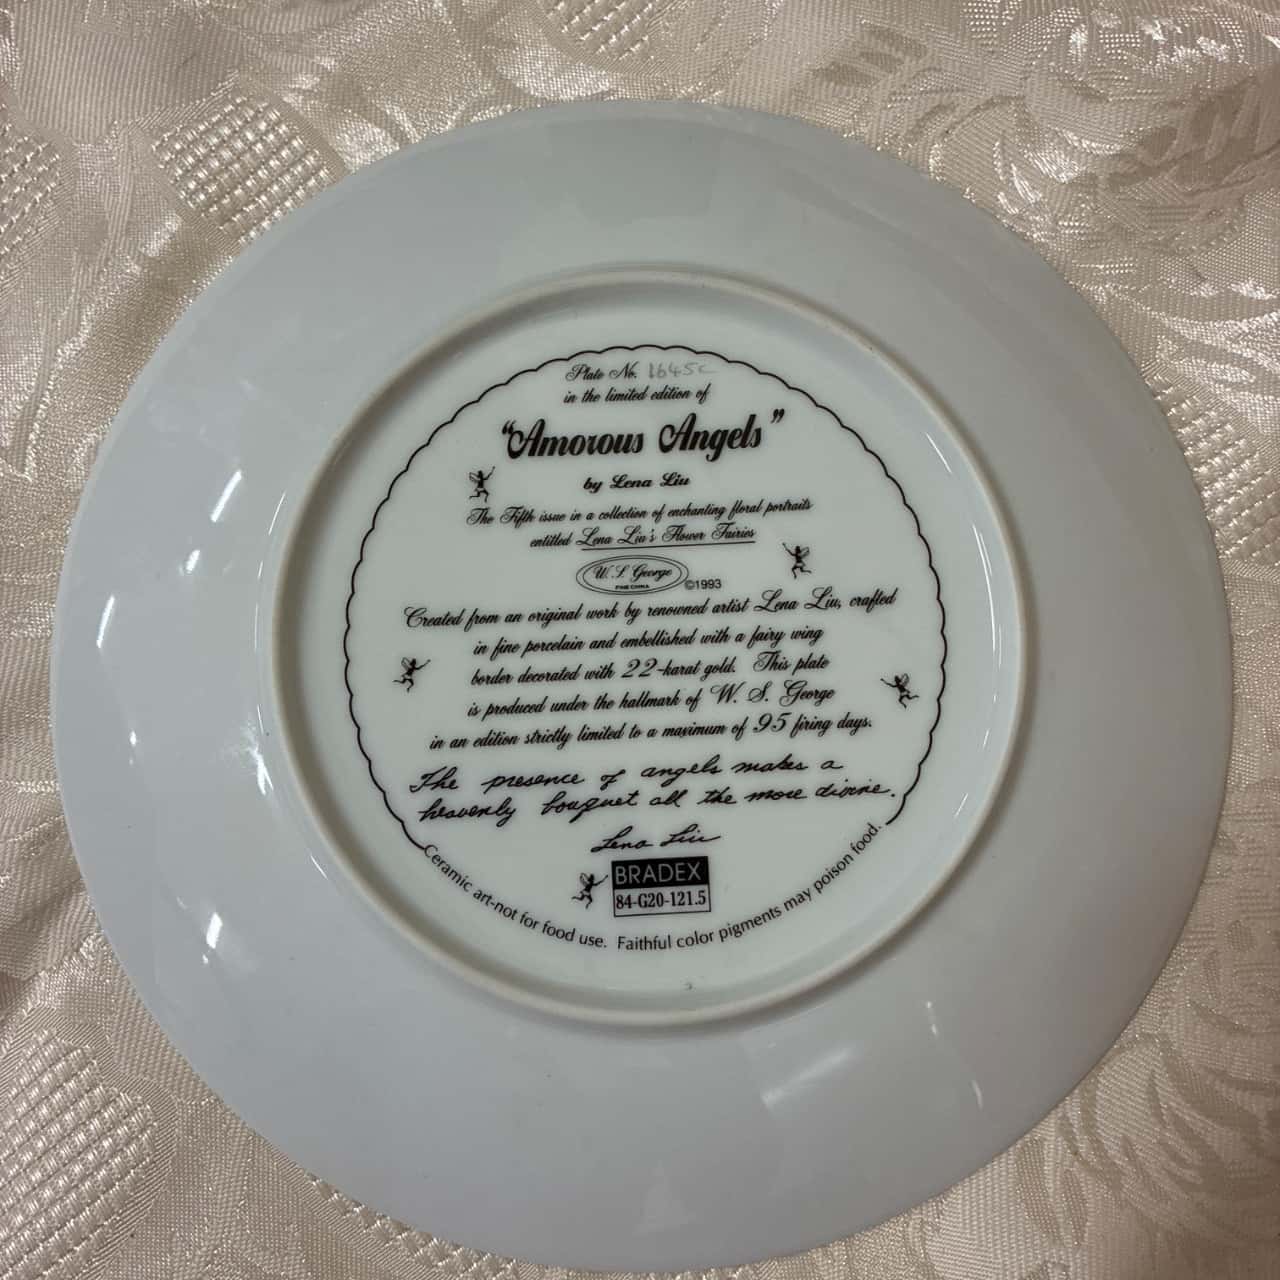 Plate No. 1645C
in the limited edition of
"Amorous Angels"
by Lena Liu
The Fifth issue in a collection of enchanting floral portraits
entitled Lena Liu's Flower Fairies
W. S. George
FINE CHINA
©1993
Created from an original work by renowned artist Lena Liu, crafted
in fine porcelain and embellished with a fairy wing
border decorated with 22-karat gold. This plate
is produced under the hallmark of W. S. George
in an edition strictly limited to a maximum of 95 firing days.
The presence of angels makes a
heavenly bouquet all the more divine.
Lena Liu
BRADEX
84-G20-121.5
Ceramic art-not for food use. Faithful color pigments may poison food.